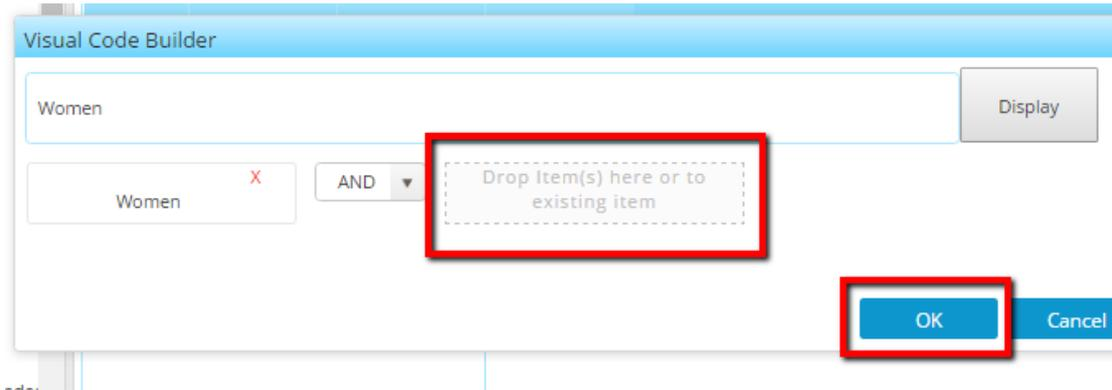 Visual Code Builder
Women
Display
Women
X
AND
Drop Item(s) here or to
existing item
OK
Cancel